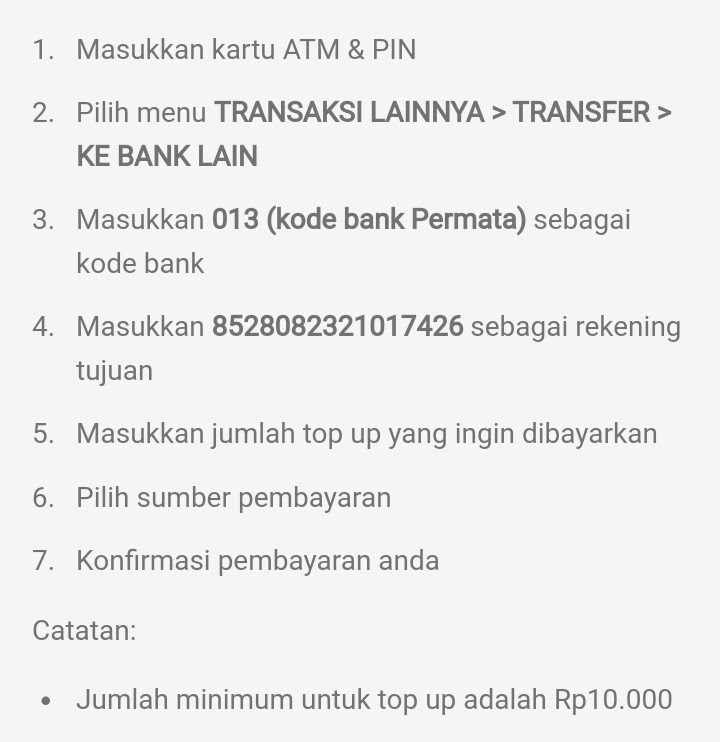 1. Masukkan kartu ATM & PIN
2. Pilih menu TRANSAKSI LAINNYA > TRANSFER >
KE BANK LAIN
3. Masukkan 013 (kode bank Permata) sebagai
kode bank
4. Masukkan 8528082321017426 sebagai rekening
tujuan
5. Masukkan jumlah top up yang ingin dibayarkan
6. Pilih sumber pembayaran
7. Konfirmasi pembayaran anda
Catatan:
• Jumlah minimum untuk top up adalah Rp10.000